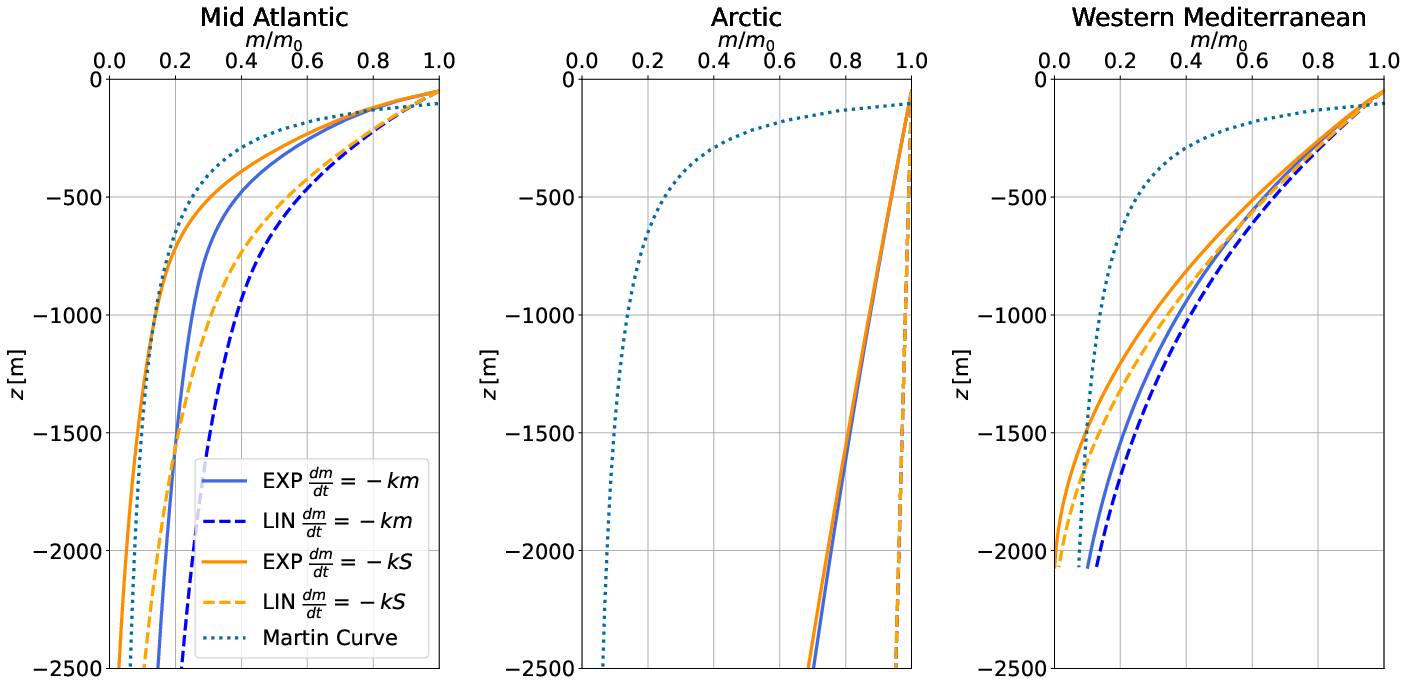 Mid Atlantic
m/m₀
0.0 0.2 0.4 0.6 0.8 1.0
0
−500
−1000
−1500
−2000
−2500
z [m]
EXP dm/dt = −km
LIN dm/dt = −km
EXP dm/dt = −kS
LIN dm/dt = −kS
Martin Curve
Arctic
m/m₀
0.0 0.2 0.4 0.6 0.8 1.0
0
−500
−1000
−1500
−2000
−2500
z [m]
Western Mediterranean
m/m₀
0.0 0.2 0.4 0.6 0.8 1.0
0
−500
−1000
−1500
−2000
−2500
z [m]